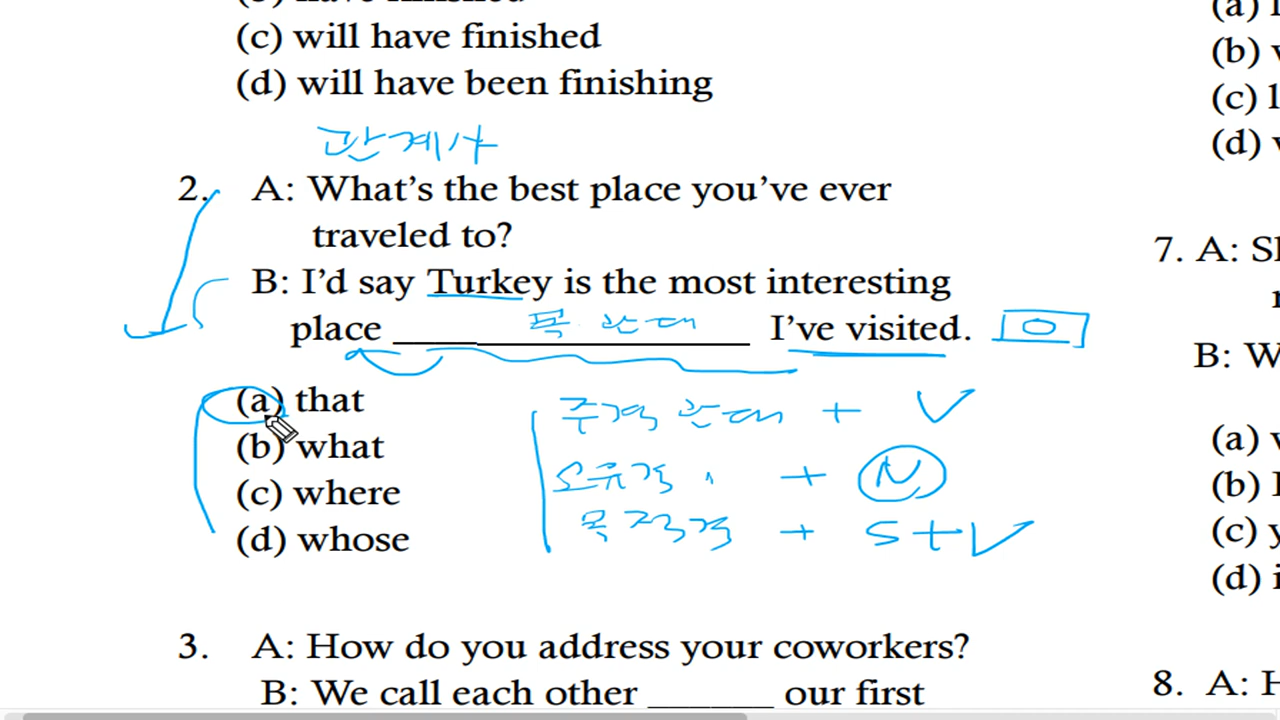 (c) will have finished
(d) will have been finishing
관계사
2. A: What's the best place you've ever
traveled to?
B: I'd say Turkey is the most interesting
place ______ 목 관대 I've visited. O
(a) that
(b) what
(c) where
(d) whose
주격 관대 + V
소유격 + N
목적격 + S+V
3. A: How do you address your coworkers?
B: We call each other ______ our first
(a)
(b)
(c)
(d)
7. A:
B:
(a)
(b)
(c)
(d)
8. A: